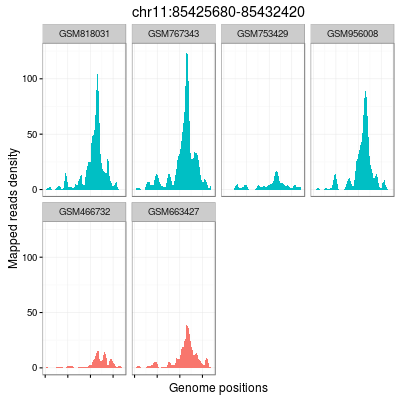 chr11:85425680-85432420
GSM818031 GSM767343 GSM753429 GSM956008
100
50
0
GSM466732 GSM663427
100
50
0
Mapped reads density
Genome positions